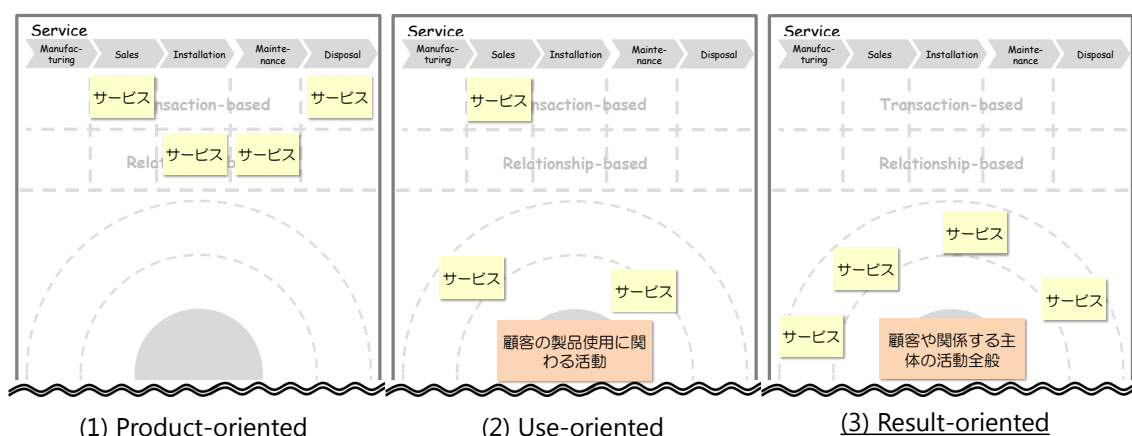 Service
Manufac-
turing
Sales
Installation
Mainte-
nance
Disposal
サービス
nsaction-based
サービス
Relat
サービス
サービス
(1) Product-oriented
Service
Manufac-
turing
Sales
Installation
Mainte-
nance
Disposal
サービス
nsaction-based
Relationship-based
サービス
サービス
顧客の製品使用に関
わる活動
(2) Use-oriented
Service
Manufac-
turing
Sales
Installation
Mainte-
nance
Disposal
Transaction-based
Relationship-based
サービス
サービス
サービス
サービス
顧客や関係する主
体の活動全般
(3) Result-oriented